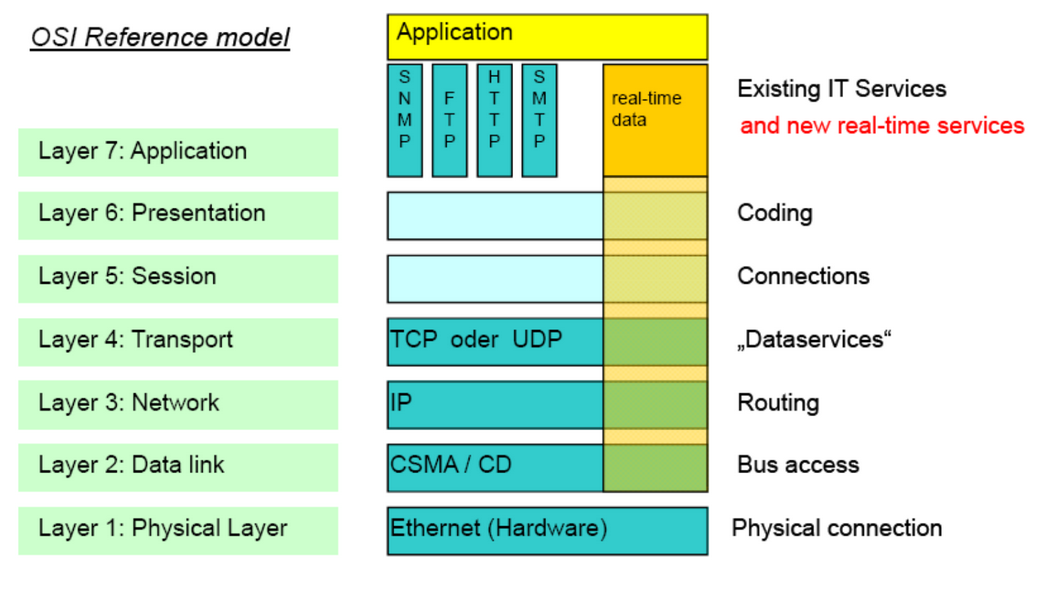 OSI Reference model
Application
SNMP
FTP
HTTP
SMTP
real-time
data
Existing IT Services
and new real-time services
Layer 7: Application
Layer 6: Presentation
Coding
Layer 5: Session
Connections
Layer 4: Transport
TCP oder UDP
„Dataservices“
Layer 3: Network
IP
Routing
Layer 2: Data link
CSMA / CD
Bus access
Layer 1: Physical Layer
Ethernet (Hardware)
Physical connection